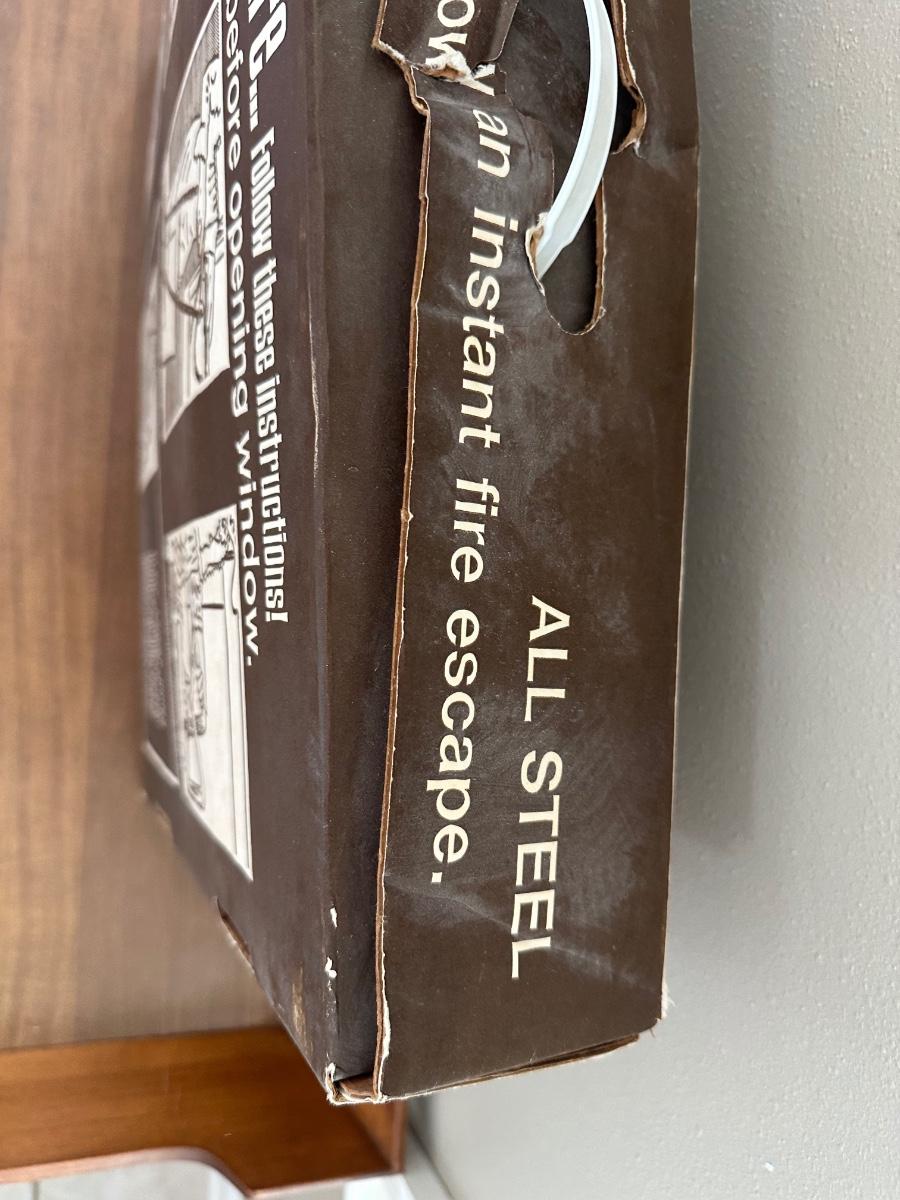 ALL STEEL
an instant fire escape.
Follow these instructions!
before opening window.